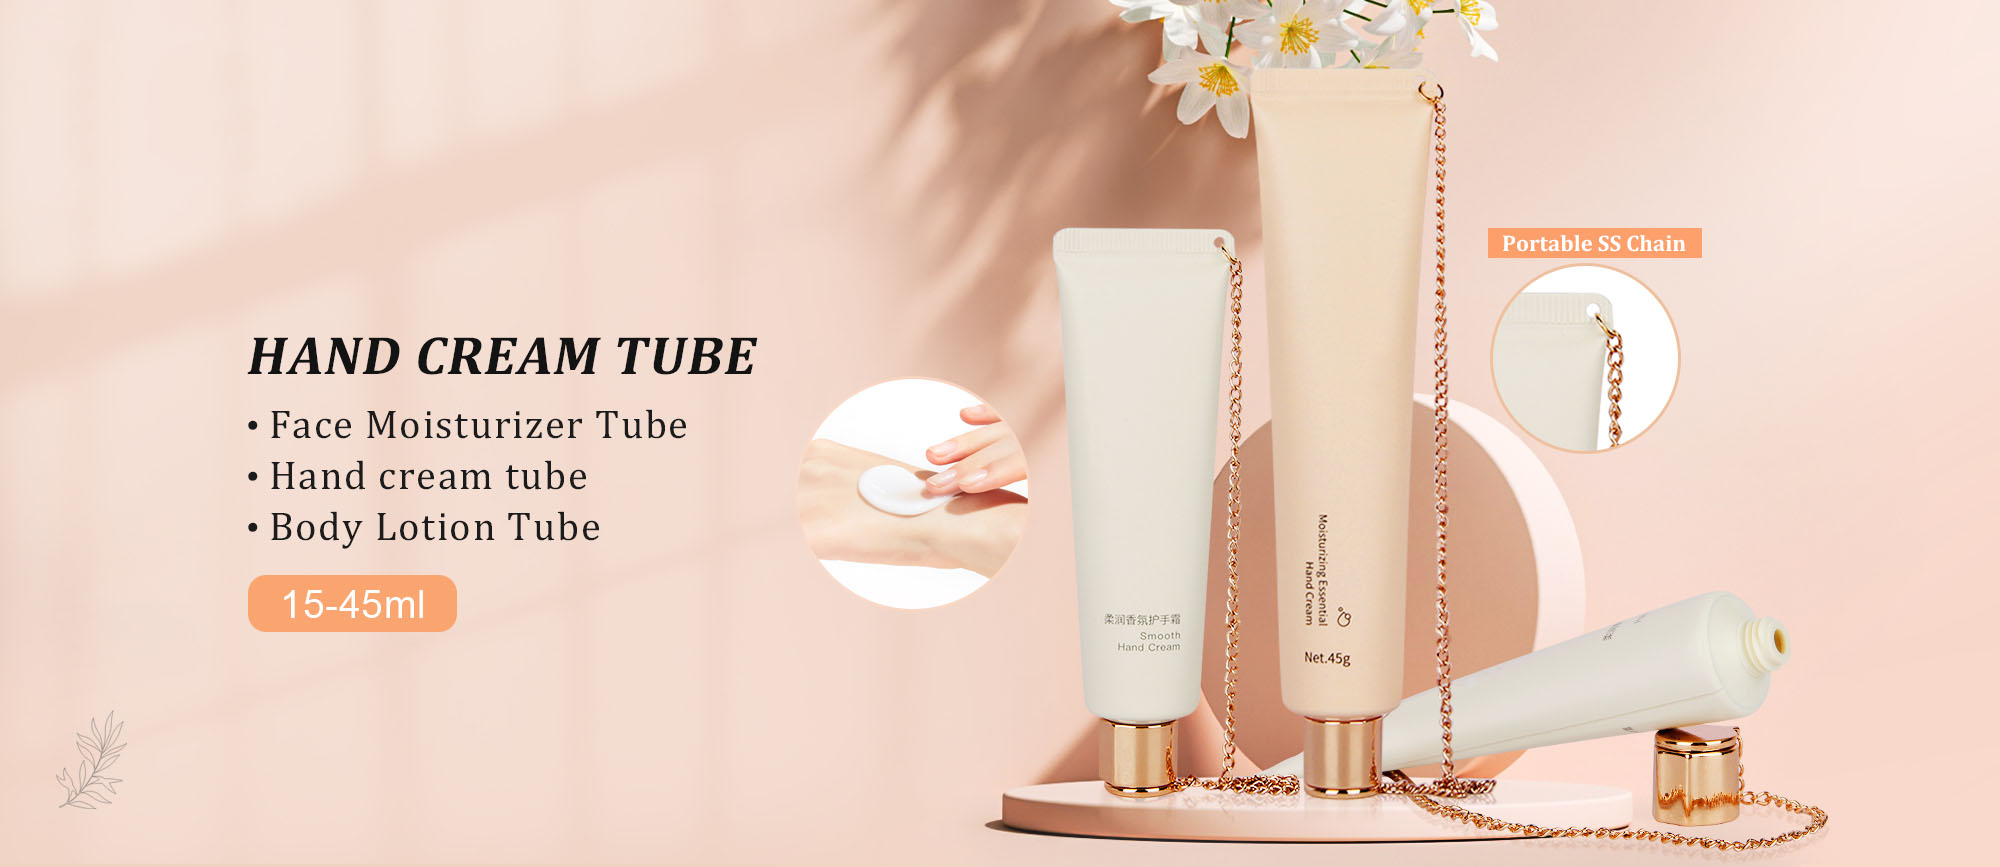 HAND CREAM TUBE
• Face Moisturizer Tube
• Hand cream tube
• Body Lotion Tube
15-45ml
柔润香氛护手霜
Smooth
Hand Cream
Moisturizing Essential
Hand Cream
Net.45g
Portable SS Chain